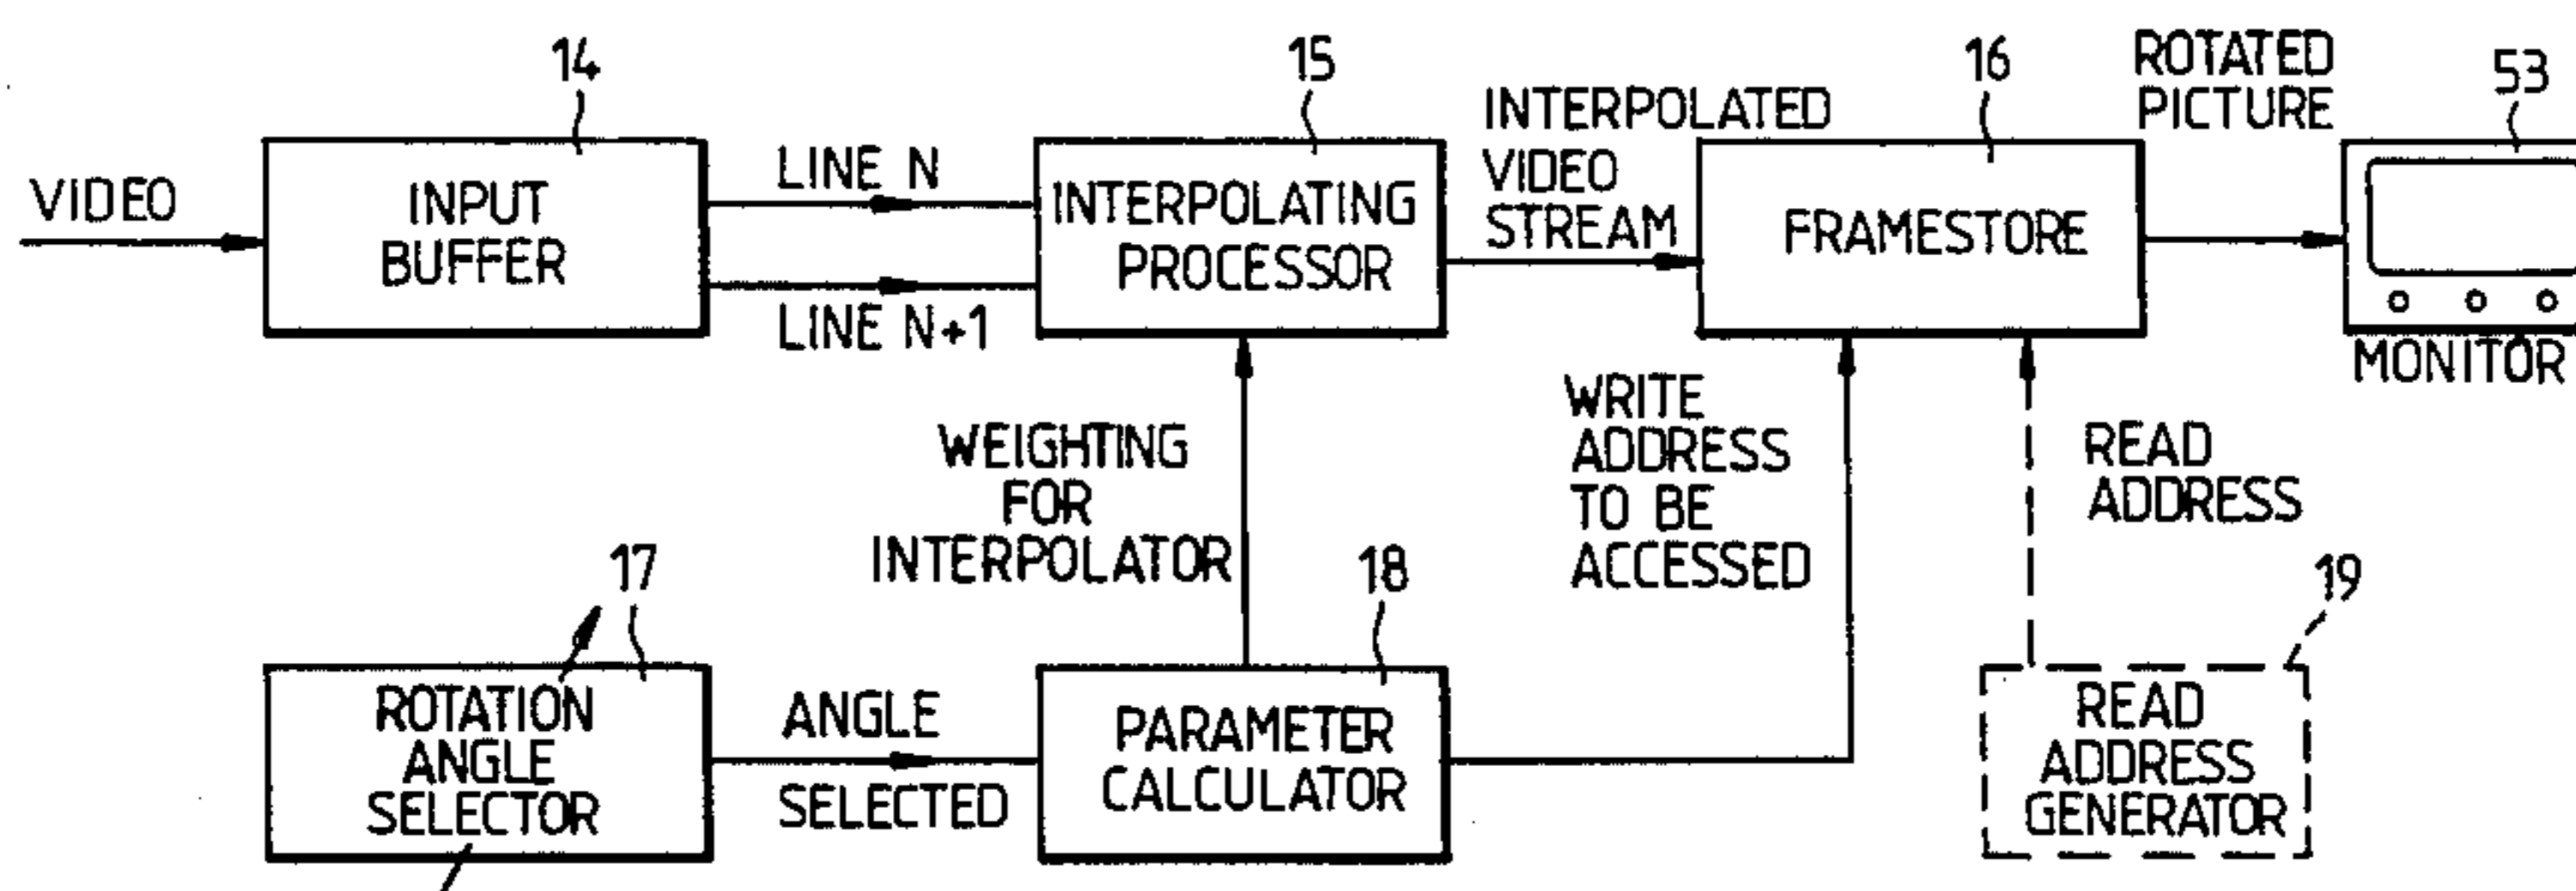 14
15
16
ROTATED
PICTURE
53
VIDEO
INPUT
BUFFER
LINE N
LINE N+1
INTERPOLATING
PROCESSOR
INTERPOLATED
VIDEO
STREAM
FRAMESTORE
MONITOR
WEIGHTING
FOR
INTERPOLATOR
WRITE
ADDRESS
TO BE
ACCESSED
READ
ADDRESS
17
18
19
ROTATION
ANGLE
SELECTOR
ANGLE
SELECTED
PARAMETER
CALCULATOR
READ
ADDRESS
GENERATOR